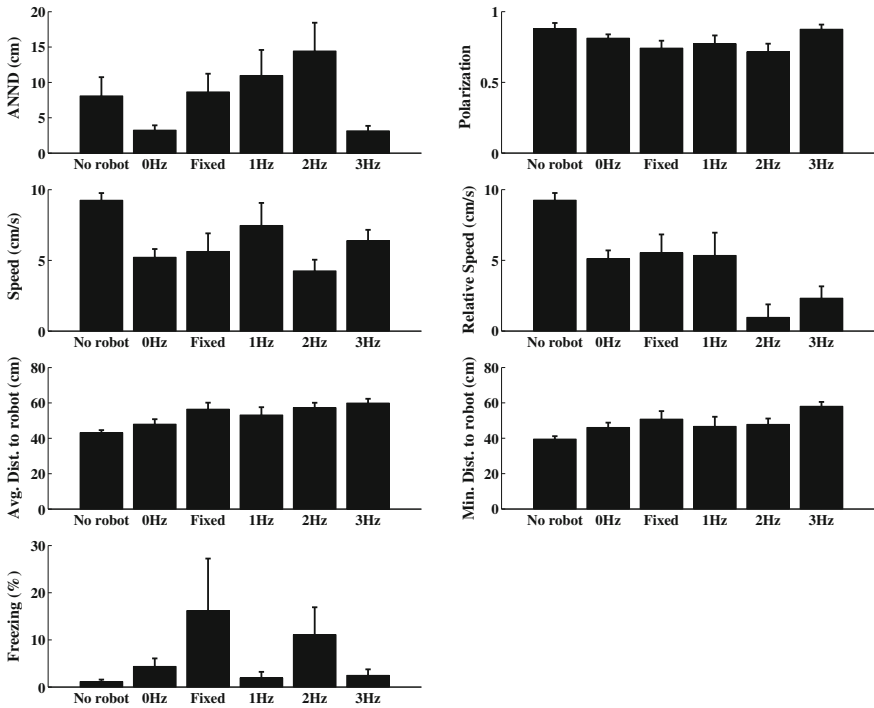 ANND (cm)
20
15
10
5
0
No robot 0Hz Fixed 1Hz 2Hz 3Hz
Polarization
1
0.5
0
No robot 0Hz Fixed 1Hz 2Hz 3Hz
Speed (cm/s)
10
5
0
No robot 0Hz Fixed 1Hz 2Hz 3Hz
Relative Speed (cm/s)
10
5
0
No robot 0Hz Fixed 1Hz 2Hz 3Hz
Avg. Dist. to robot (cm)
80
60
40
20
0
No robot 0Hz Fixed 1Hz 2Hz 3Hz
Min. Dist. to robot (cm)
80
60
40
20
0
No robot 0Hz Fixed 1Hz 2Hz 3Hz
Freezing (%)
30
20
10
0
No robot 0Hz Fixed 1Hz 2Hz 3Hz